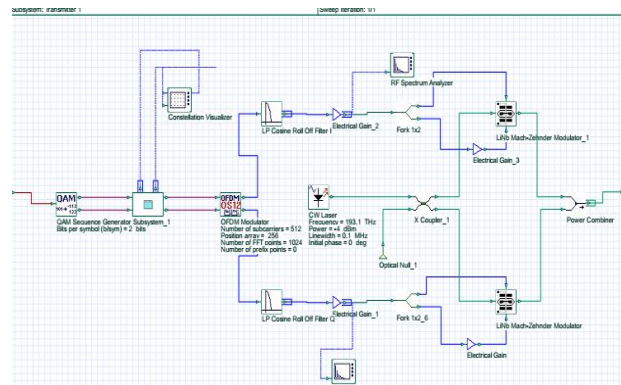 Subsystem: Transmitter 1
Sweep Iteration: 1/1
RF Spectrum Analyzer
Constellation Visualizer
LP Cosine Roll Off Filter I
Electrical Gain_2
Fork 1x2
LiNb Mach-Zehnder Modulator_1
Electrical Gain_3
QAM
QAM Sequence Generator
Bits per symbol (bitsym) = 2 bits
Subsystem_1
OFDM
OFDM Modulator
Number of subcarriers = 512
Position array = 256
Number of FFT points = 1024
Number of prefix points = 0
CW Laser
Frequency = 193.1 THz
Power = -4 dBm
Linewidth = 0.1 MHz
Initial phase = 0 deg
X Coupler_1
Power Combiner
Optical Null_1
LP Cosine Roll Off Filter Q
Electrical Gain_1
Fork 1x2_6
LiNb Mach-Zehnder Modulator
Electrical Gain